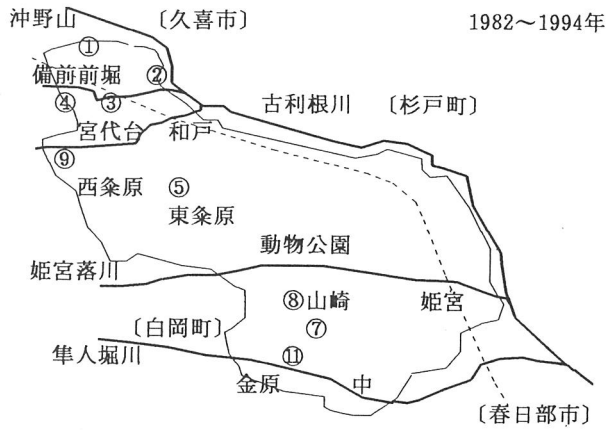 沖野山 〔久喜市〕 1982〜1994年
①
備前前堀 ②
④ ③ 古利根川 〔杉戸町〕
宮代台 和戸
⑨
西粂原 ⑤
東粂原
動物公園
姫宮落川
⑧山崎 姫宮
〔白岡町〕 ⑦
隼人堀川 ⑪
金原 中
〔春日部市〕